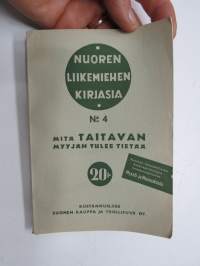 NUOREN
LIIKEMIEHEN
KIRJASIA
No: 4
MITÄ TAITAVAN
MYYJÄN TULEE TIETÄÄ
20:-
KUSTANNUSLIIKE
SUOMEN KAUPPA JA TEOLLISUUS OY.